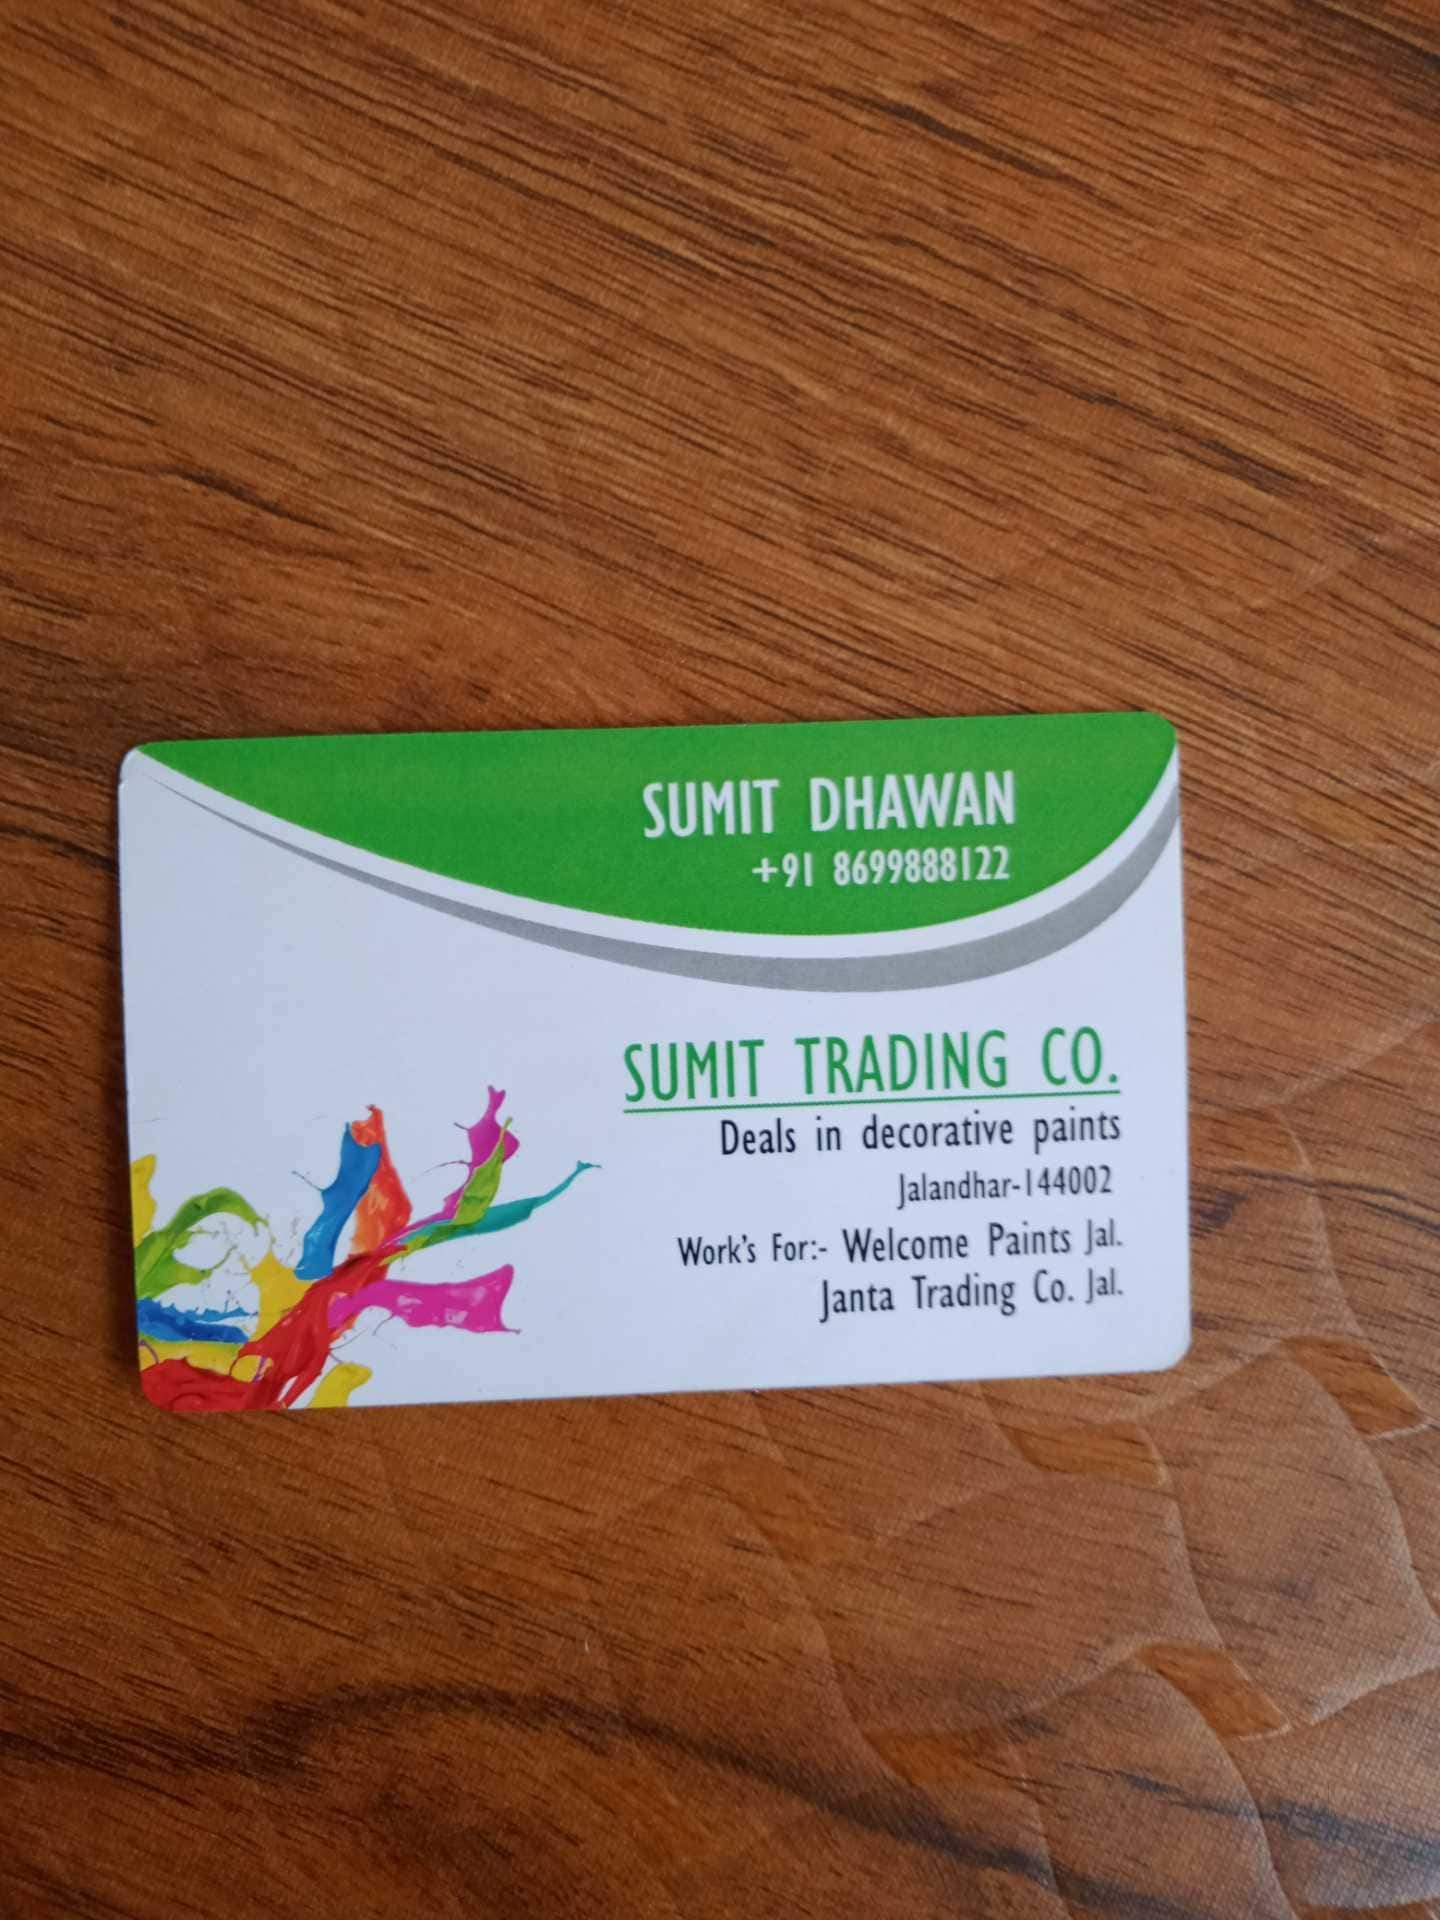 SUMIT DHAWAN
+91 8699888122
SUMIT TRADING CO.
Deals in decorative paints
Jalandhar-144002
Work's For:- Welcome Paints Jal.
Janta Trading Co. Jal.